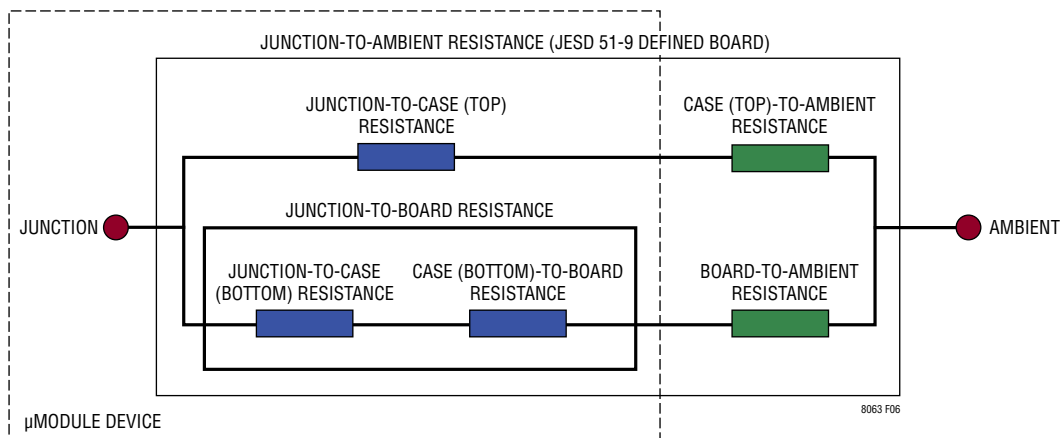 JUNCTION-TO-AMBIENT RESISTANCE (JESD 51-9 DEFINED BOARD)
JUNCTION-TO-CASE (TOP)
RESISTANCE
CASE (TOP)-TO-AMBIENT
RESISTANCE
JUNCTION-TO-BOARD RESISTANCE
JUNCTION
AMBIENT
JUNCTION-TO-CASE
(BOTTOM) RESISTANCE
CASE (BOTTOM)-TO-BOARD
RESISTANCE
BOARD-TO-AMBIENT
RESISTANCE
8063 F06
µMODULE DEVICE